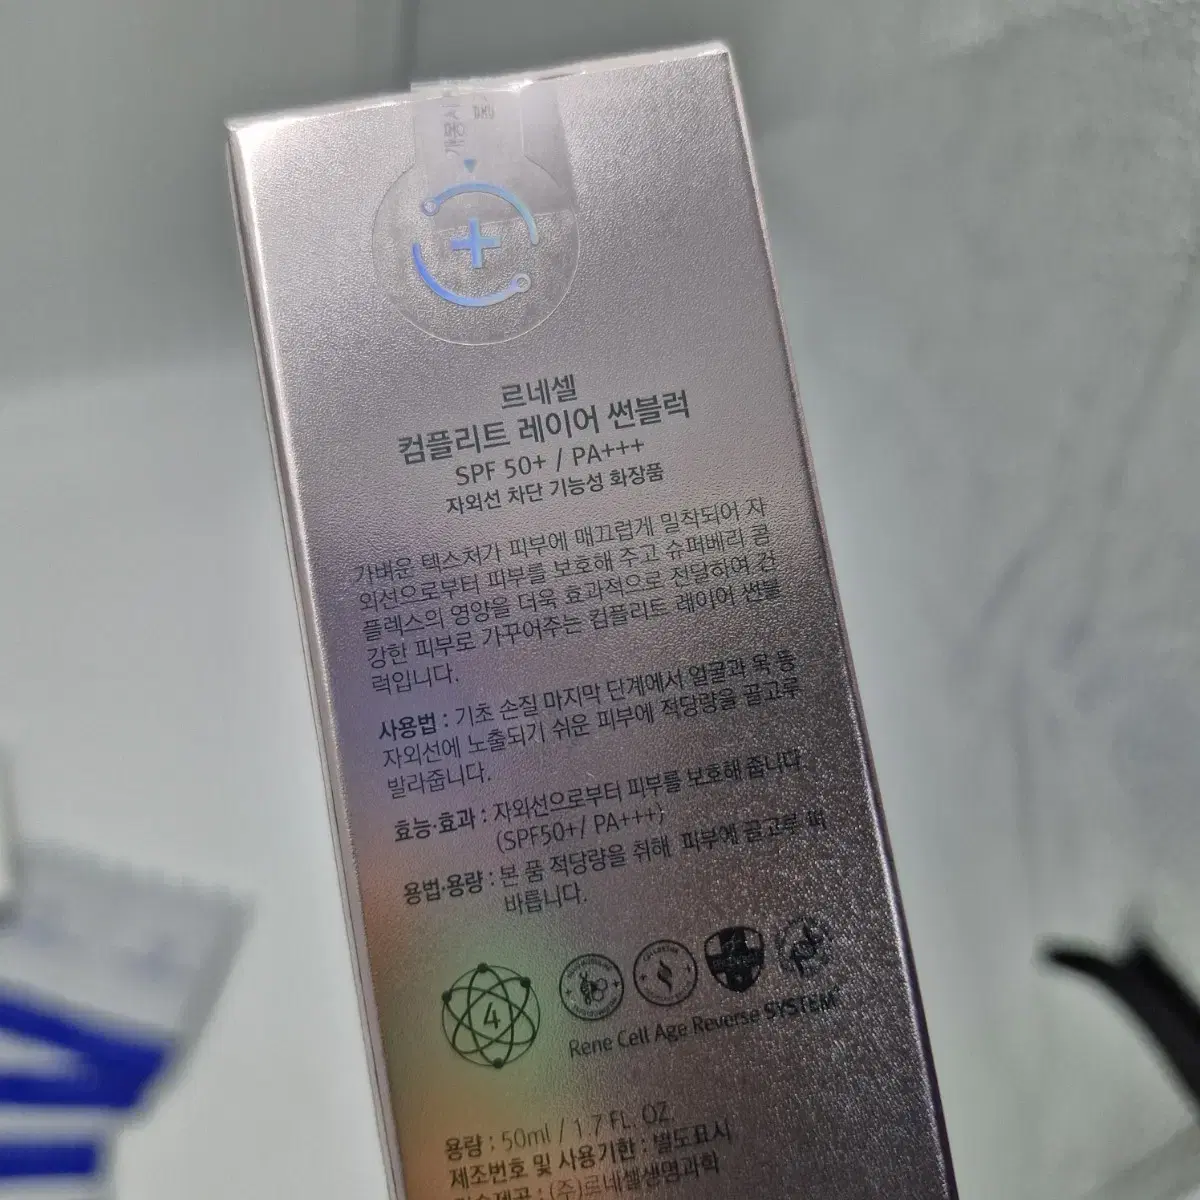 개봉
르네셀
컴플리트 레이어 썬블럭
SPF 50+ / PA+++
자외선 차단 기능성 화장품
가벼운 텍스처가 피부에 매끄럽게 밀착되어 자
외선으로부터 피부를 보호해 주고 슈퍼베리 콤
플렉스의 영양을 더욱 효과적으로 전달하여 건
강한 피부로 가꾸어주는 컴플리트 레이어 썬블
럭입니다.
사용법 : 기초 손질 마지막 단계에서 얼굴과 목 등
자외선에 노출되기 쉬운 피부에 적당량을 골고루
발라줍니다.
효능·효과 : 자외선으로부터 피부를 보호해 줍니다
(SPF50+/ PA+++)
용법·용량 : 본 품 적당량을 취해 피부에 골고루 펴
바릅니다.
4
Rene Cell Age Reverse SYSTEM
용량 : 50ml / 1.7 FL. OZ.
제조번호 및 사용기한 : 별도표시
(주)르네셀생명과학